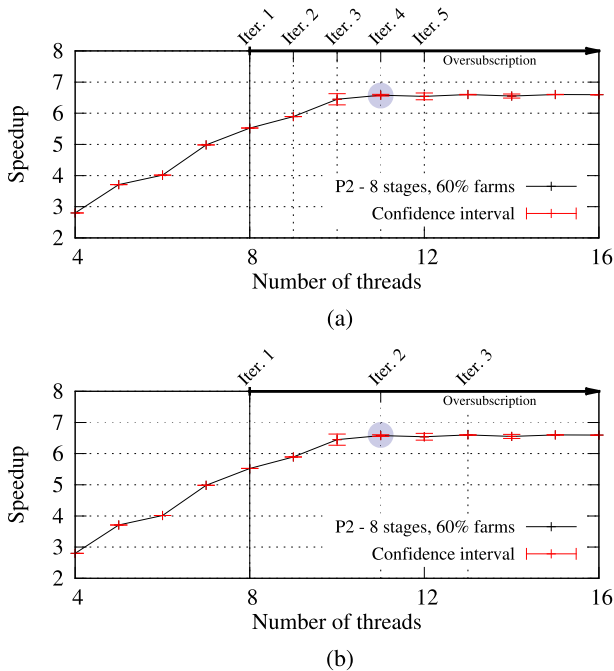 Iter. 1
Iter. 2
Iter. 3
Iter. 4
Iter. 5
8
7
6
5
4
3
2
Speedup
Oversubscription
P2 - 8 stages, 60% farms
Confidence interval
4 8 12 16
Number of threads
(a)
Iter. 1
Iter. 2
Iter. 3
8
7
6
5
4
3
2
Speedup
Oversubscription
P2 - 8 stages, 60% farms
Confidence interval
4 8 12 16
Number of threads
(b)